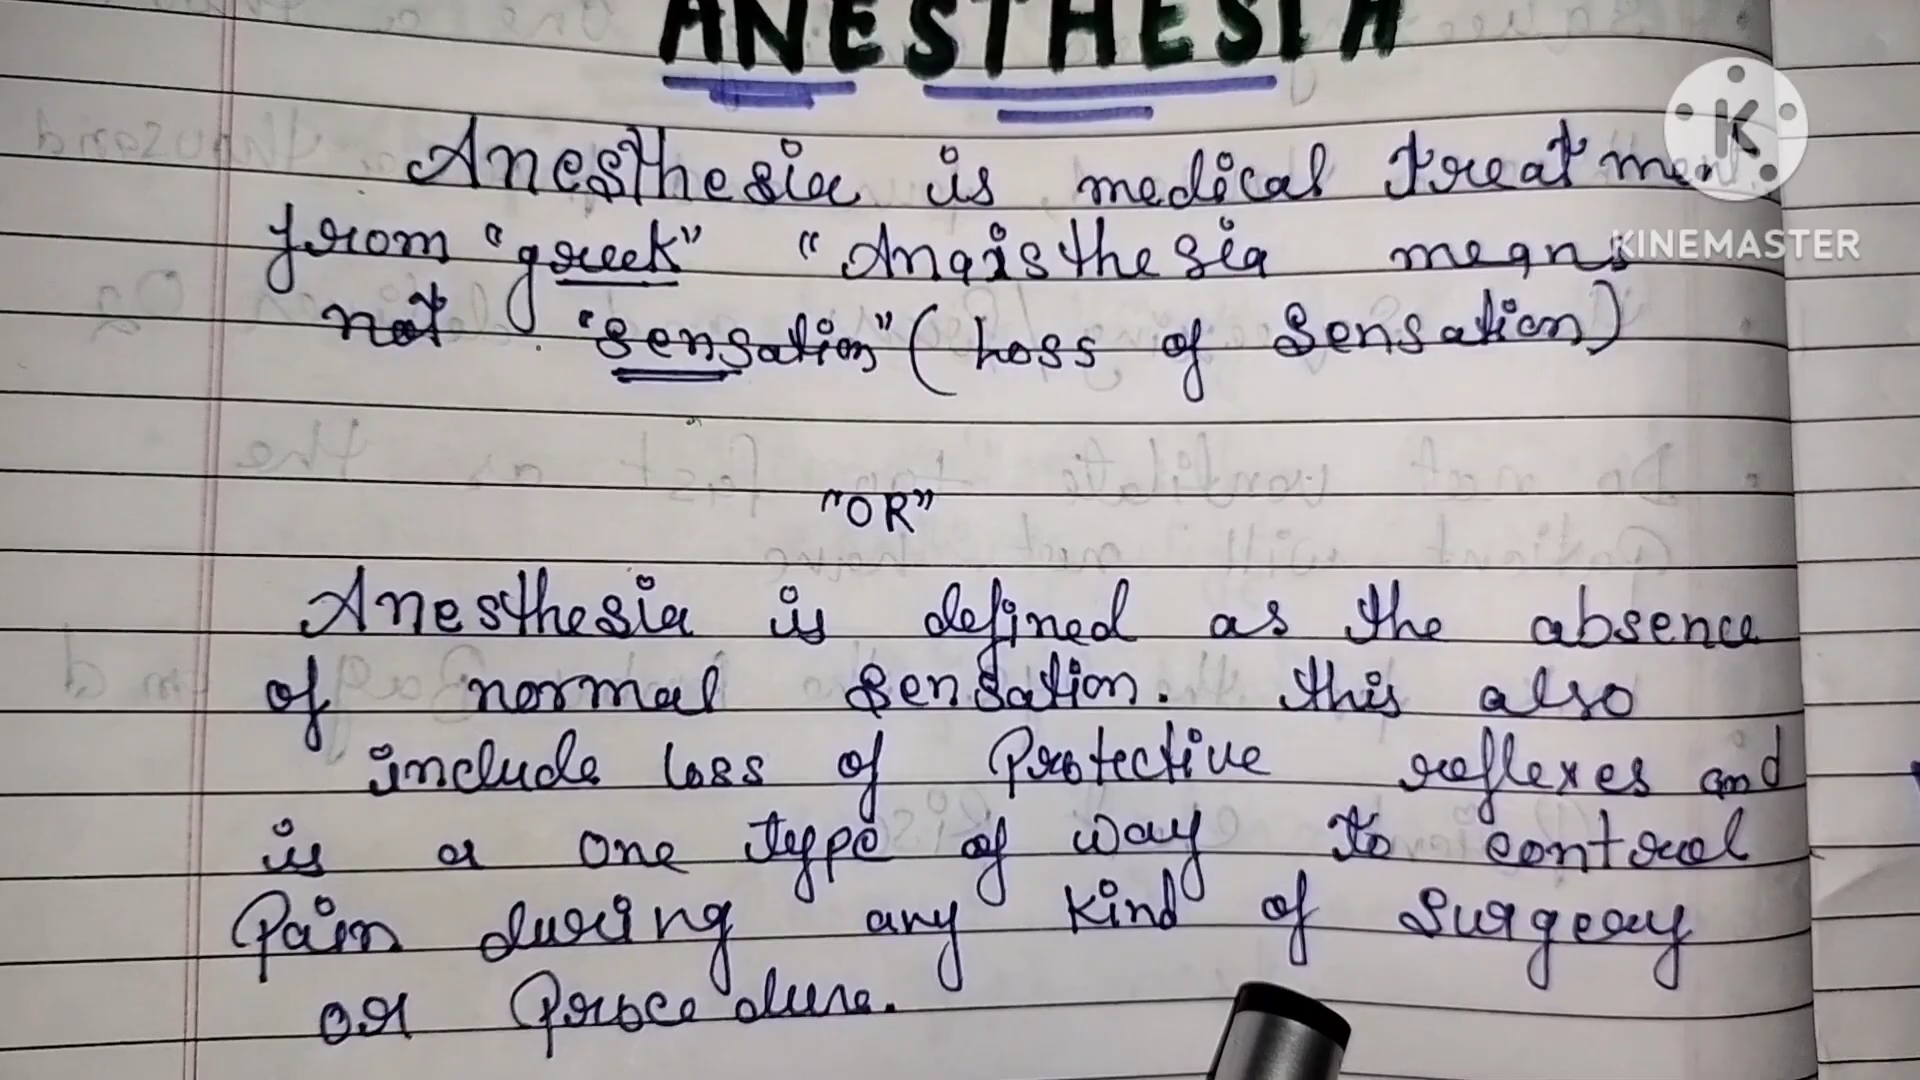 ANESTHESIA
Anesthesia is medical treatment
from "greek" "Anaisthesia means
not "sensation" (Loss of Sensation)
"OR"
Anesthesia is defined as the absence
of normal Sensation. this also
include loss of Protective reflexes and
is a one type of way to control
Pain during any kind of Surgery
or Procedure.
K
KINEMASTER